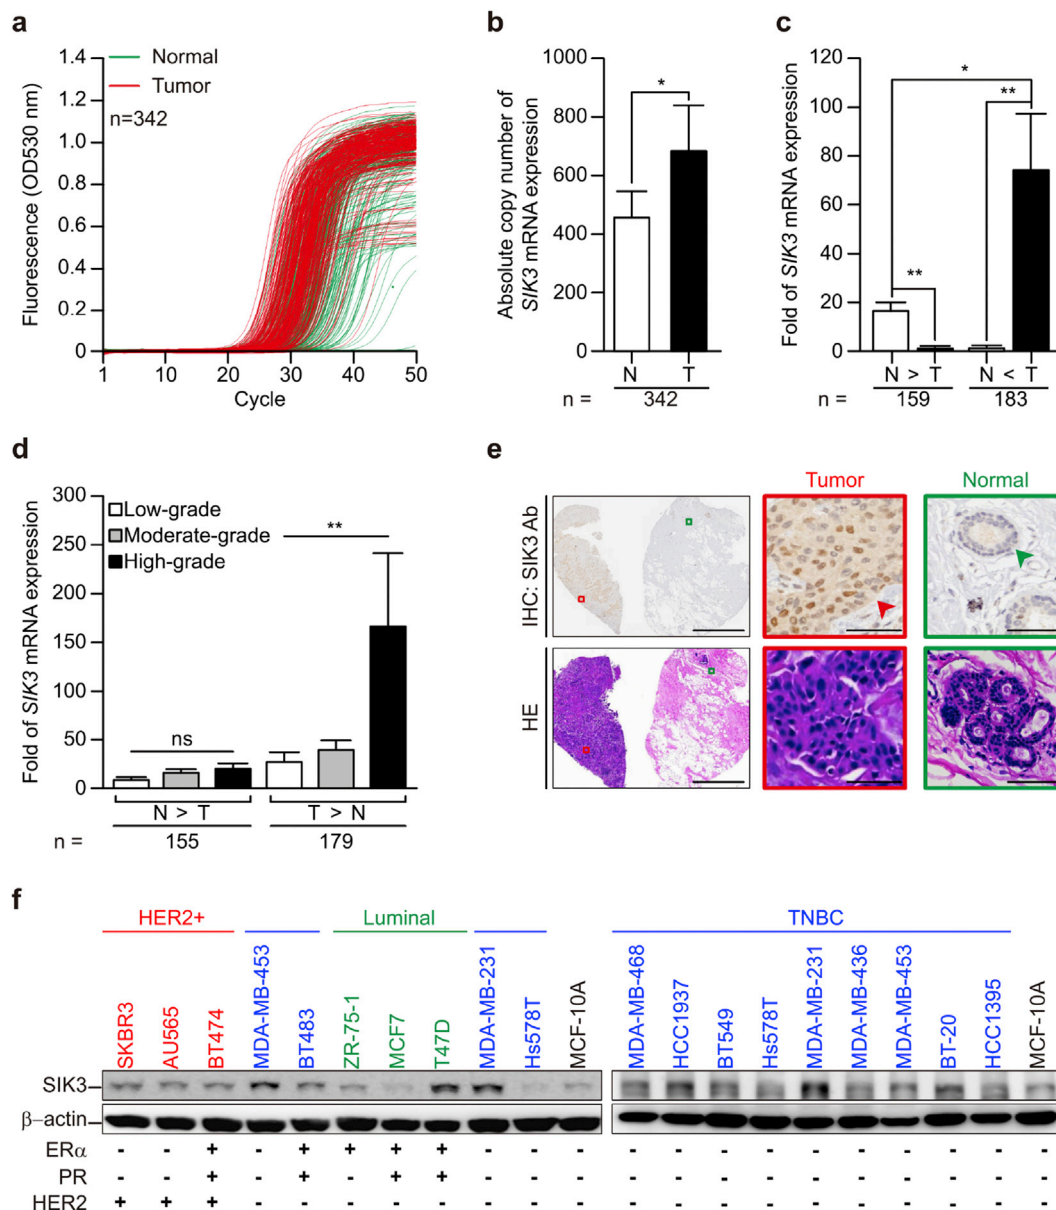 a
Normal
Tumor
n=342
Fluorescence (OD530 nm)
1.4
1.2
1.0
0.8
0.6
0.4
0.2
0
1 10 20 30 40 50
Cycle
b
Absolute copy number of
SIK3 mRNA expression
1000
800
600
400
200
0
*
N T
n = 342
c
Fold of SIK3 mRNA expression
120
100
80
60
40
20
0
*
**
**
N > T N < T
n = 159 183
d
Fold of SIK3 mRNA expression
300
250
200
150
100
50
0
Low-grade
Moderate-grade
High-grade
**
ns
N > T T > N
n = 155 179
e
Tumor Normal
IHC: SIK3 Ab
HE
f
HER2+ Luminal TNBC
SKBR3
AU565
BT474
MDA-MB-453
BT483
ZR-75-1
MCF7
T47D
MDA-MB-231
Hs578T
MCF-10A
MDA-MB-468
HCC1937
BT549
Hs578T
MDA-MB-231
MDA-MB-436
MDA-MB-453
BT-20
HCC1395
MCF-10A
SIK3
β-actin
ERα - - + - + + + + - - - - - - - - - - - - -
PR - - + - + - + + - - - - - - - - - - - - -
HER2 + + + - - - - - - - - - - - - - - - - - -